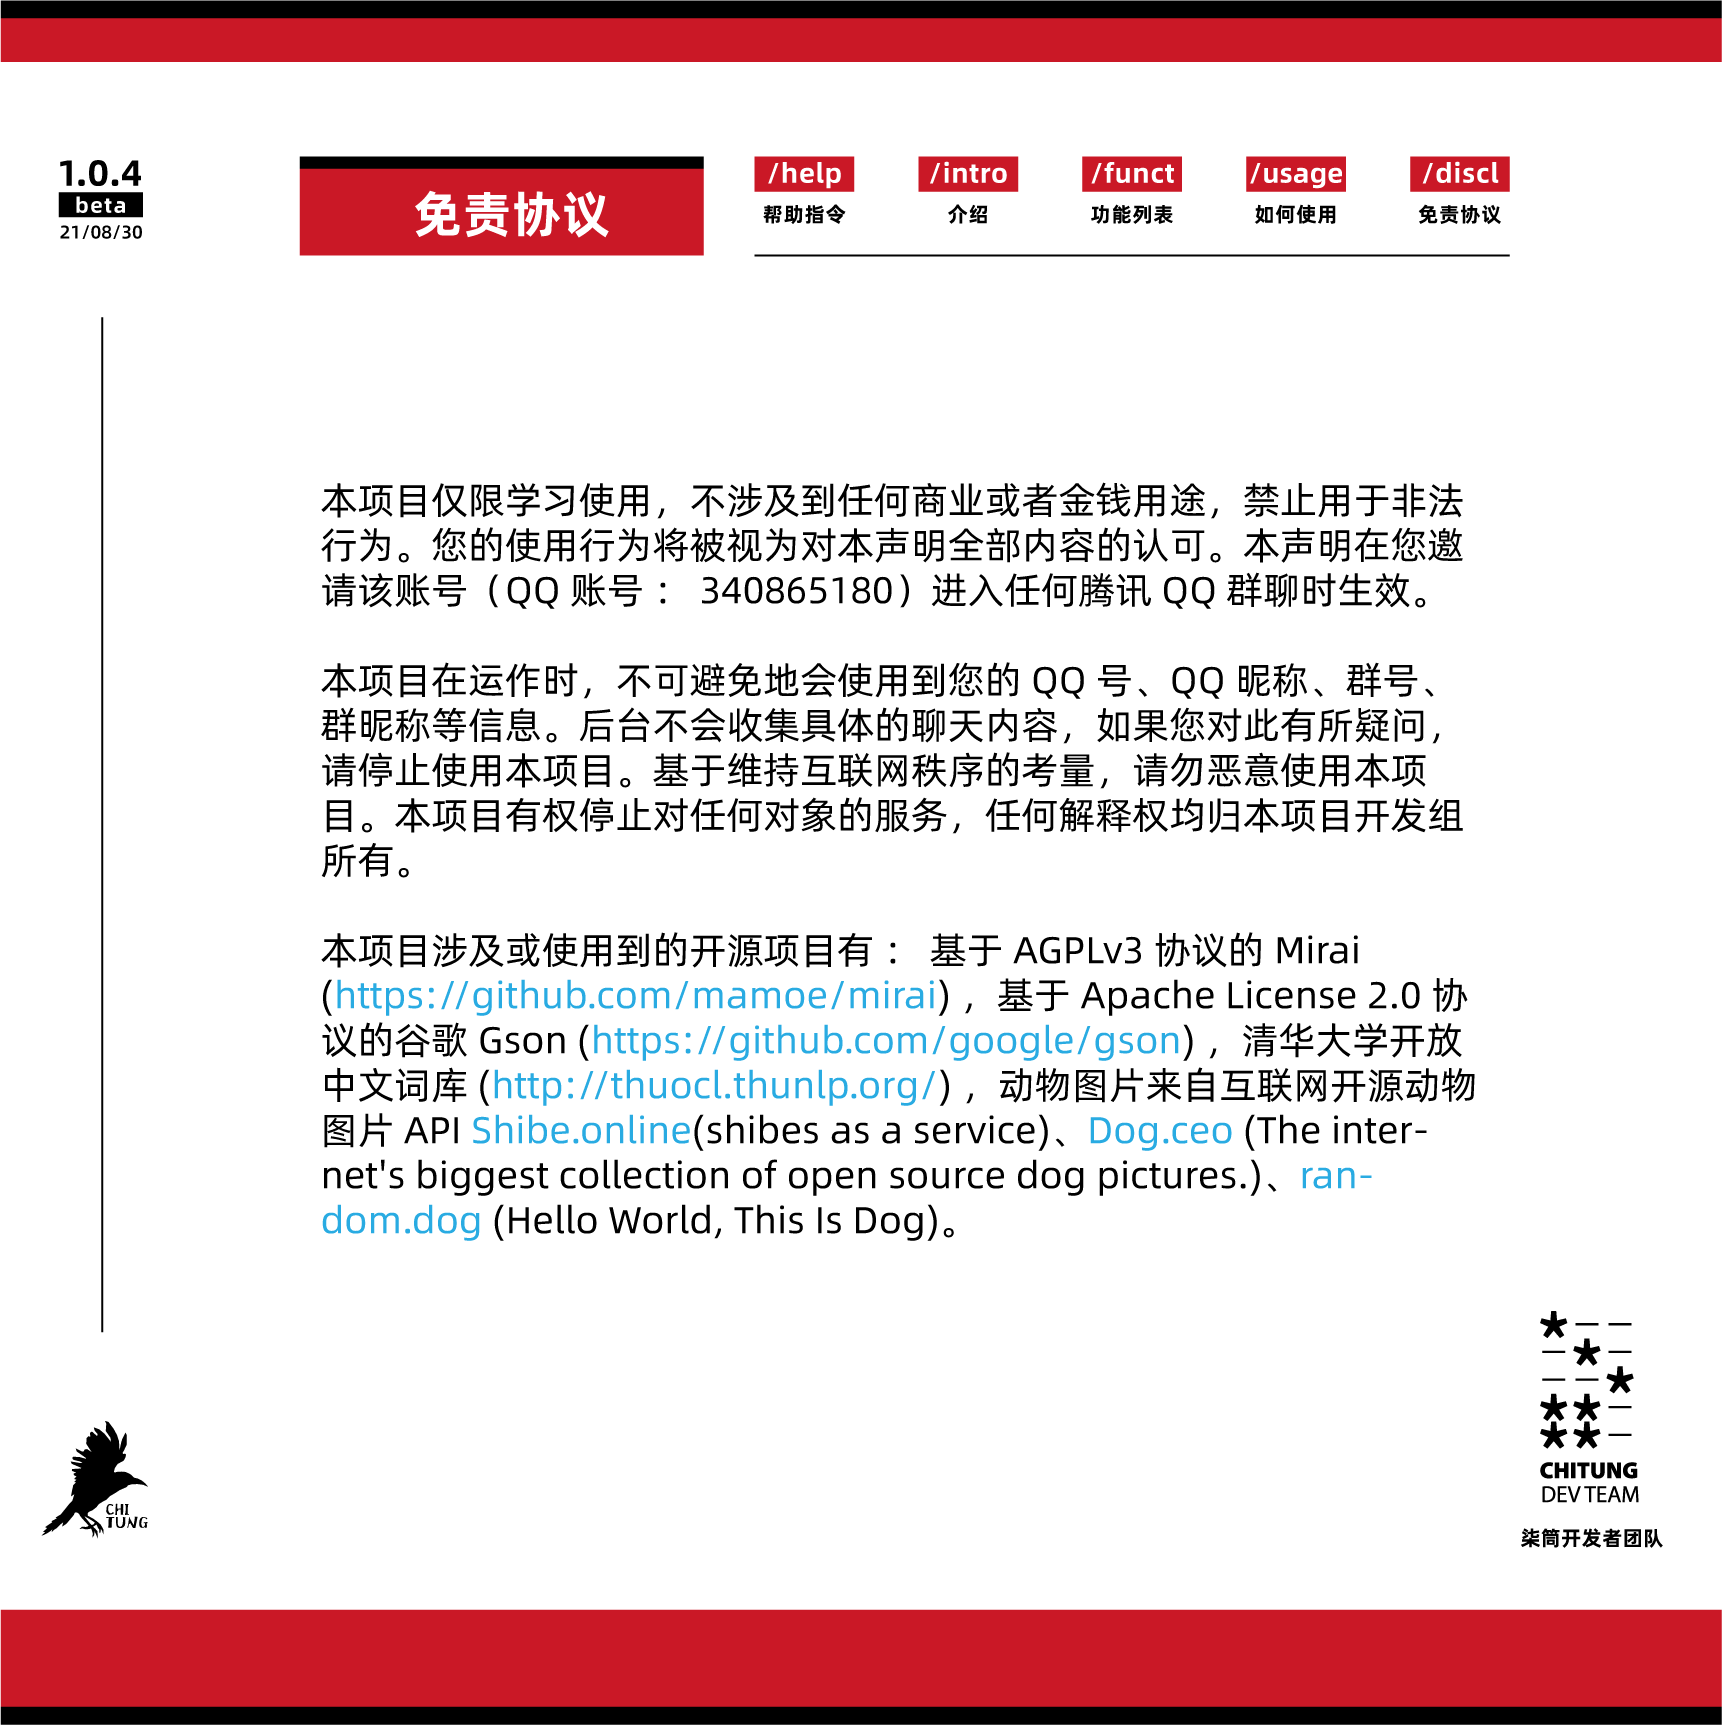 1.0.4
beta
21/08/30
免责协议
/help
帮助指令
/intro
介绍
/funct
功能列表
/usage
如何使用
/discl
免责协议
本项目仅限学习使用，不涉及到任何商业或者金钱用途，禁止用于非法
行为。您的使用行为将被视为对本声明全部内容的认可。本声明在您邀
请该账号（QQ 账号： 340865180）进入任何腾讯 QQ 群聊时生效。
本项目在运作时，不可避免地会使用到您的 QQ 号、QQ 昵称、群号、
群昵称等信息。后台不会收集具体的聊天内容，如果您对此有所疑问，
请停止使用本项目。基于维持互联网秩序的考量，请勿恶意使用本项
目。本项目有权停止对任何对象的服务，任何解释权均归本项目开发组
所有。
本项目涉及或使用到的开源项目有： 基于 AGPLv3 协议的 Mirai
(https://github.com/mamoe/mirai) ，基于 Apache License 2.0 协
议的谷歌 Gson (https://github.com/google/gson) ，清华大学开放
中文词库 (http://thuocl.thunlp.org/) ，动物图片来自互联网开源动物
图片 API Shibe.online(shibes as a service)、Dog.ceo (The inter-
net's biggest collection of open source dog pictures.)、ran-
dom.dog (Hello World, This Is Dog)。
CHI
TUNG
CHITUNG
DEV TEAM
柒筒开发者团队